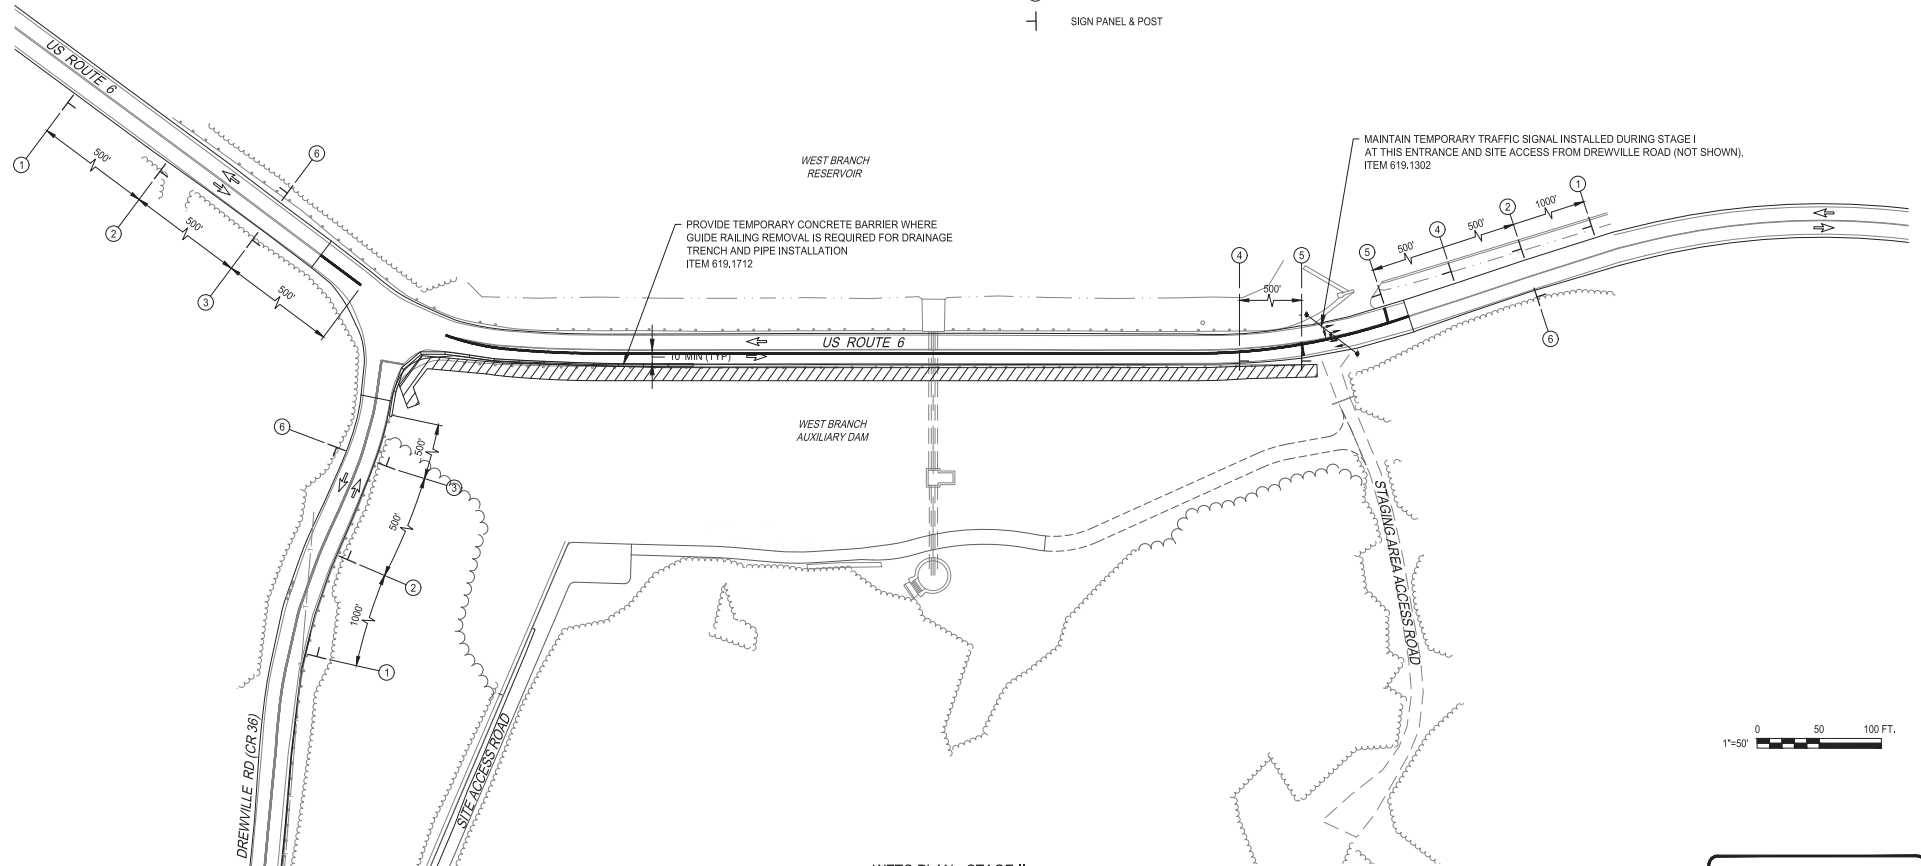 SIGN PANEL & POST
US ROUTE 6
1
500'
2
500'
3
500'
6
WEST BRANCH
RESERVOIR
MAINTAIN TEMPORARY TRAFFIC SIGNAL INSTALLED DURING STAGE I
AT THIS ENTRANCE AND SITE ACCESS FROM DREWVILLE ROAD (NOT SHOWN),
ITEM 619.1302
PROVIDE TEMPORARY CONCRETE BARRIER WHERE
GUIDE RAILING REMOVAL IS REQUIRED FOR DRAINAGE
TRENCH AND PIPE INSTALLATION
ITEM 619.1712
4
5
500'
5
500'
4
500'
2
1000'
1
6
US ROUTE 6
10' MIN (TYP)
WEST BRANCH
AUXILIARY DAM
6
500'
3
500'
2
1000'
1
STAGING AREA ACCESS ROAD
SITE ACCESS ROAD
DREWVILLE RD (CR 36)
0 50 100 FT.
1"=50'